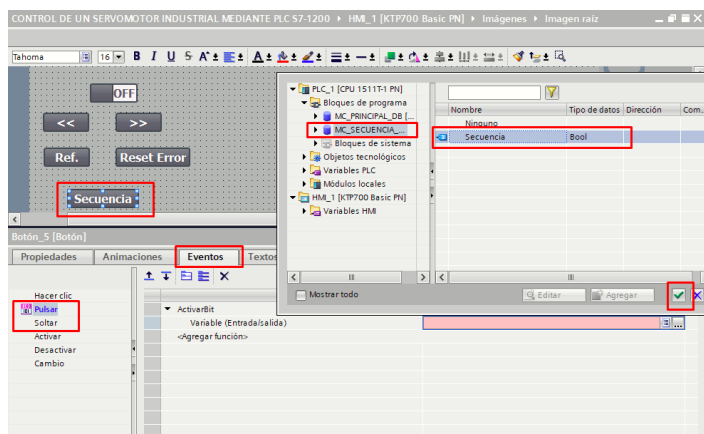 CONTROL DE UN SERVOMOTOR INDUSTRIAL MEDIANTE PLC S7-1200 ▸ HMI_1 [KTP700 Basic PN] ▸ Imágenes ▸ Imagen raíz
Tahoma 16 B I U S A
OFF
<< >>
Ref. Reset Error
Secuencia
PLC_1 [CPU 1511T-1 PN]
Bloques de programa
MC_PRINCIPAL_DB [...
MC_SECUENCIA_...
Bloques de sistema
Objetos tecnológicos
Variables PLC
Módulos locales
HMI_1 [KTP700 Basic PN]
Variables HMI
Nombre Tipo de datos Dirección Com...
Ninguno
Secuencia Bool
Mostrar todo Editar Agregar
Botón_5 [Botón]
Propiedades Animaciones Eventos Textos
Hacer clic
Pulsar
Soltar
Activar
Desactivar
Cambio
ActivarBit
Variable (Entrada/salida)
<Agregar función>